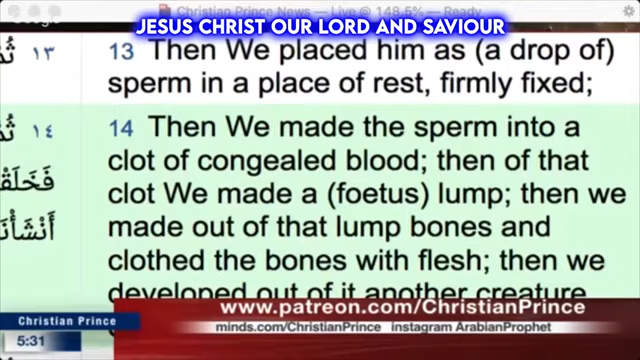 Christian Prince News — Live @ 148.5% — Ready
JESUS CHRIST OUR LORD AND SAVIOUR
١٣
13 Then We placed him as (a drop of)
sperm in a place of rest, firmly fixed;
١٤
14 Then We made the sperm into a
clot of congealed blood; then of that
clot We made a (foetus) lump; then we
made out of that lump bones and
clothed the bones with flesh; then we
developed out of it another creature
www.patreon.com/ChristianPrince
Christian Prince
minds.com/ChristianPrince instagram ArabianProphet
5:31